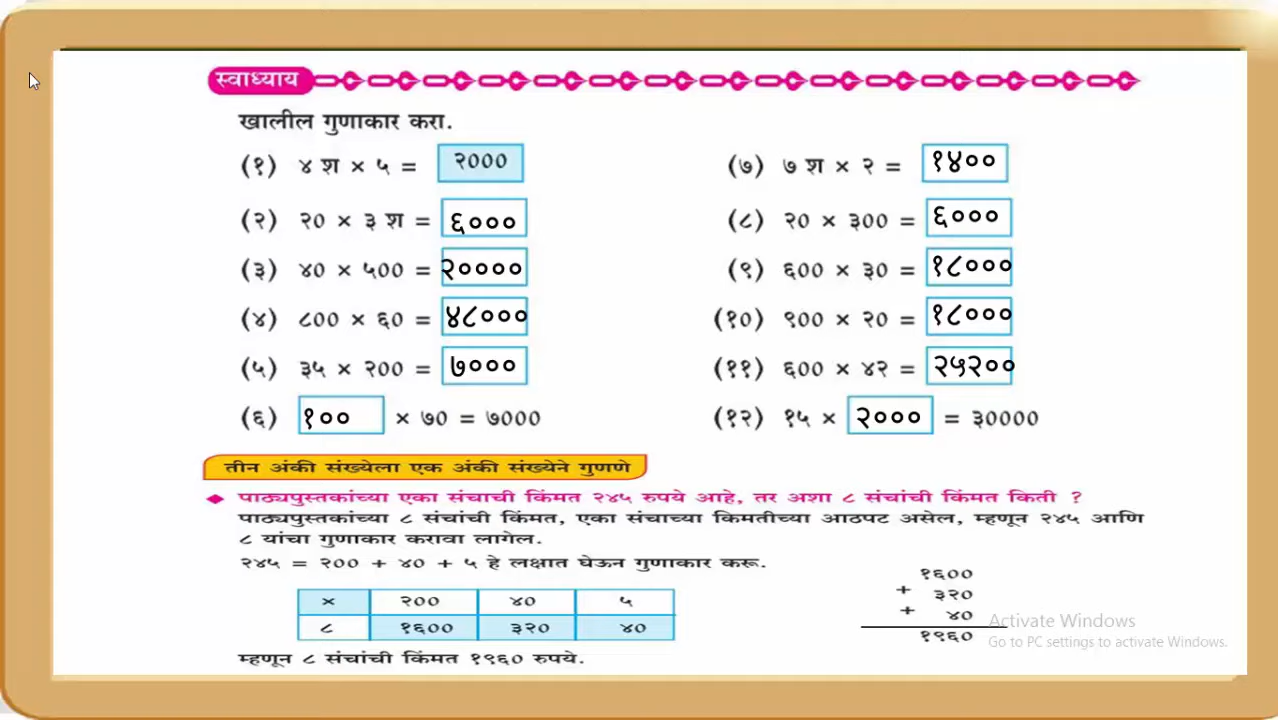 स्वाध्याय
खालील गुणाकार करा.
(१) ४ श × ५ = २०००
(२) २० × ३ श = ६०००
(३) ४० × ५०० = २००००
(४) ८०० × ६० = ४८०००
(५) ३५ × २०० = ७०००
(६) १०० × ७० = ७०००
(७) ७ श × २ = १४००
(८) २० × ३०० = ६०००
(९) ६०० × ३० = १८०००
(१०) ९०० × २० = १८०००
(११) ६०० × ४२ = २५२००
(१२) १५ × २००० = ३००००
तीन अंकी संख्येला एक अंकी संख्येने गुणणे
पाठ्यपुस्तकांच्या एका संचाची किंमत २४५ रुपये आहे, तर अशा ८ संचांची किंमत किती ?
पाठ्यपुस्तकांच्या ८ संचांची किंमत, एका संचाच्या किमतीच्या आठपट असेल, म्हणून २४५ आणि
८ यांचा गुणाकार करावा लागेल.
२४५ = २०० + ४० + ५ हे लक्षात घेऊन गुणाकार करू.
× २०० ४० ५
८ १६०० ३२० ४०
म्हणून ८ संचांची किंमत १९६० रुपये.
१६००
+ ३२०
+ ४०
१९६०
Activate Windows
Go to PC settings to activate Windows.